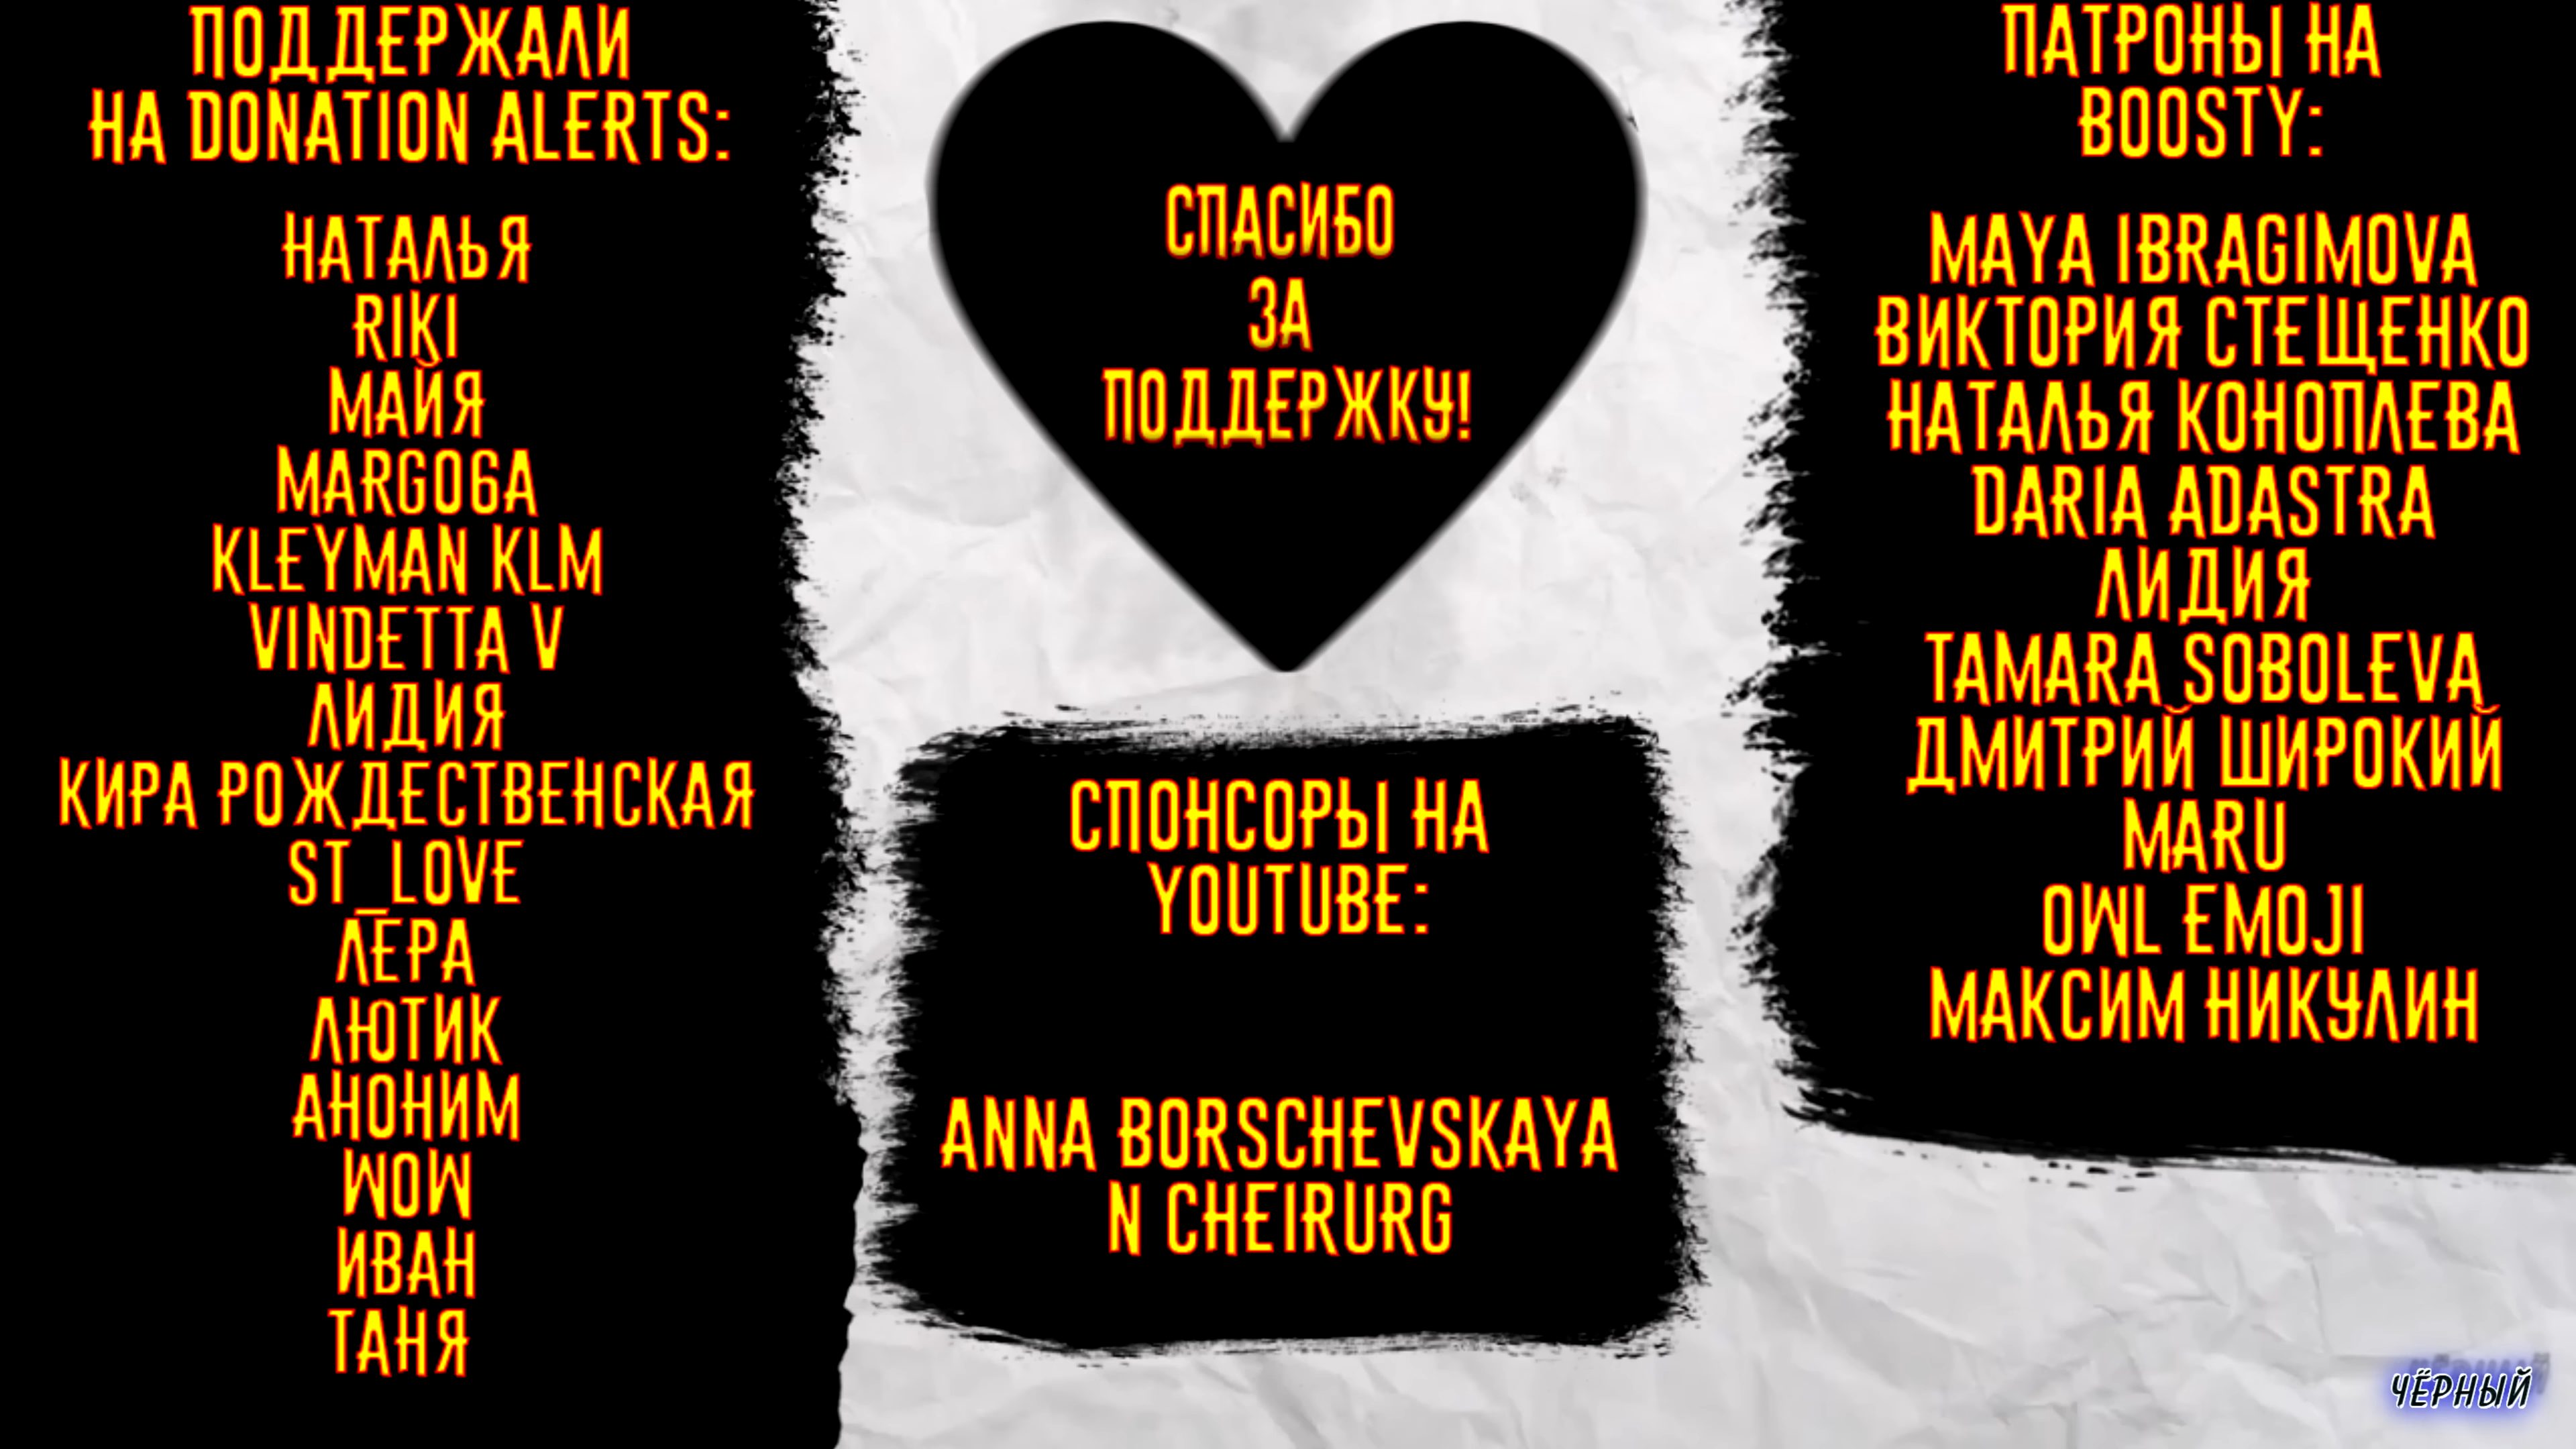 ПОДДЕРЖАЛИ
НА DONATION ALERTS:
НАТАЛЬЯ
RIKI
МАЙЯ
MARGO6A
KLEYMAN KLM
VINDETTA V
ЛИДИЯ
КИРА РОЖДЕСТВЕНСКАЯ
ST_LOVE
ЛЕРА
ЛЮТИК
АНОНИМ
WOW
ИВАН
ТАНЯ
СПАСИБО
ЗА
ПОДДЕРЖКУ!
СПОНСОРЫ НА
YOUTUBE:
ANNA BORSCHEVSKAYA
N CHEIRURG
ПАТРОНЫ НА
BOOSTY:
MAYA IBRAGIMOVA
ВИКТОРИЯ СТЕЩЕНКО
НАТАЛЬЯ КОНОПЛЕВА
DARIA ADASTRA
ЛИДИЯ
TAMARA SOBOLEVA
ДМИТРИЙ ШИРОКИЙ
MARU
OWL EMOJI
МАКСИМ НИКУЛИН
ЧЁРНЫЙ